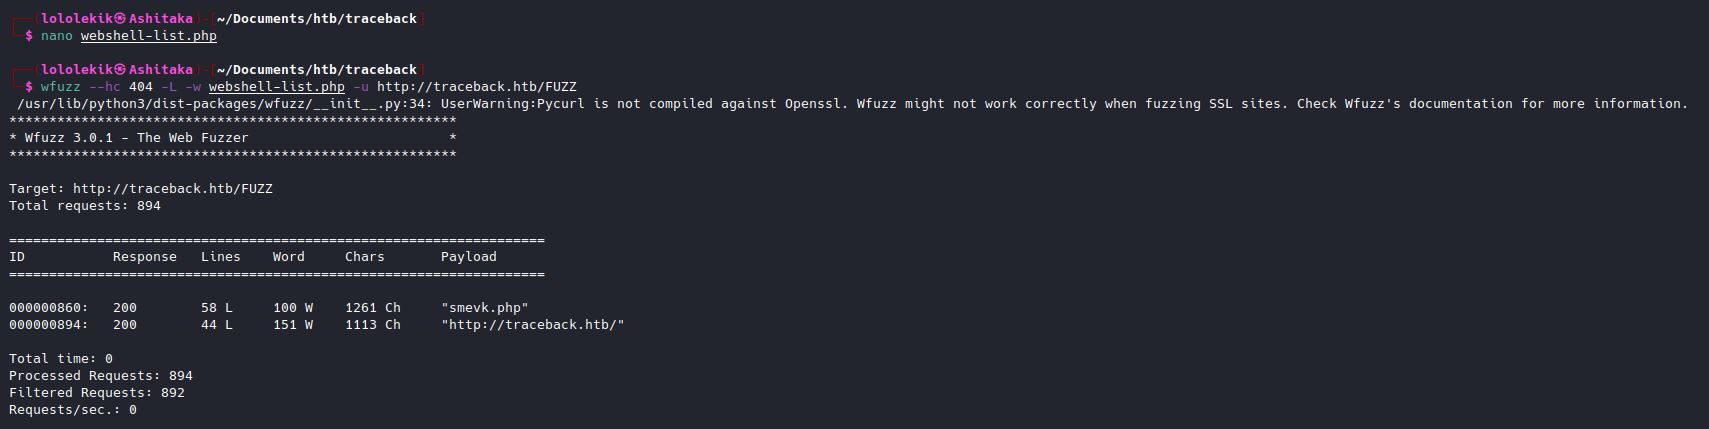 ┌──(lololekik㉿Ashitaka)-[~/Documents/htb/traceback]
└─$ nano webshell-list.php
┌──(lololekik㉿Ashitaka)-[~/Documents/htb/traceback]
└─$ wfuzz --hc 404 -L -w webshell-list.php -u http://traceback.htb/FUZZ
/usr/lib/python3/dist-packages/wfuzz/__init__.py:34: UserWarning:Pycurl is not compiled against Openssl. Wfuzz might not work correctly when fuzzing SSL sites. Check Wfuzz's documentation for more information.
********************************************************
* Wfuzz 3.0.1 - The Web Fuzzer                         *
********************************************************
Target: http://traceback.htb/FUZZ
Total requests: 894
===================================================================
ID           Response   Lines    Word     Chars       Payload
===================================================================
000000860:   200        58 L     100 W    1261 Ch     "smevk.php"
000000894:   200        44 L     151 W    1113 Ch     "http://traceback.htb/"
Total time: 0
Processed Requests: 894
Filtered Requests: 892
Requests/sec.: 0